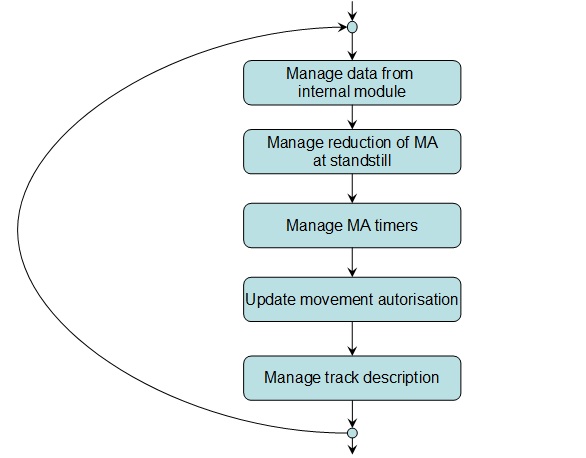 Manage data from
internal module
Manage reduction of MA
at standstill
Manage MA timers
Update movement autorisation
Manage track description